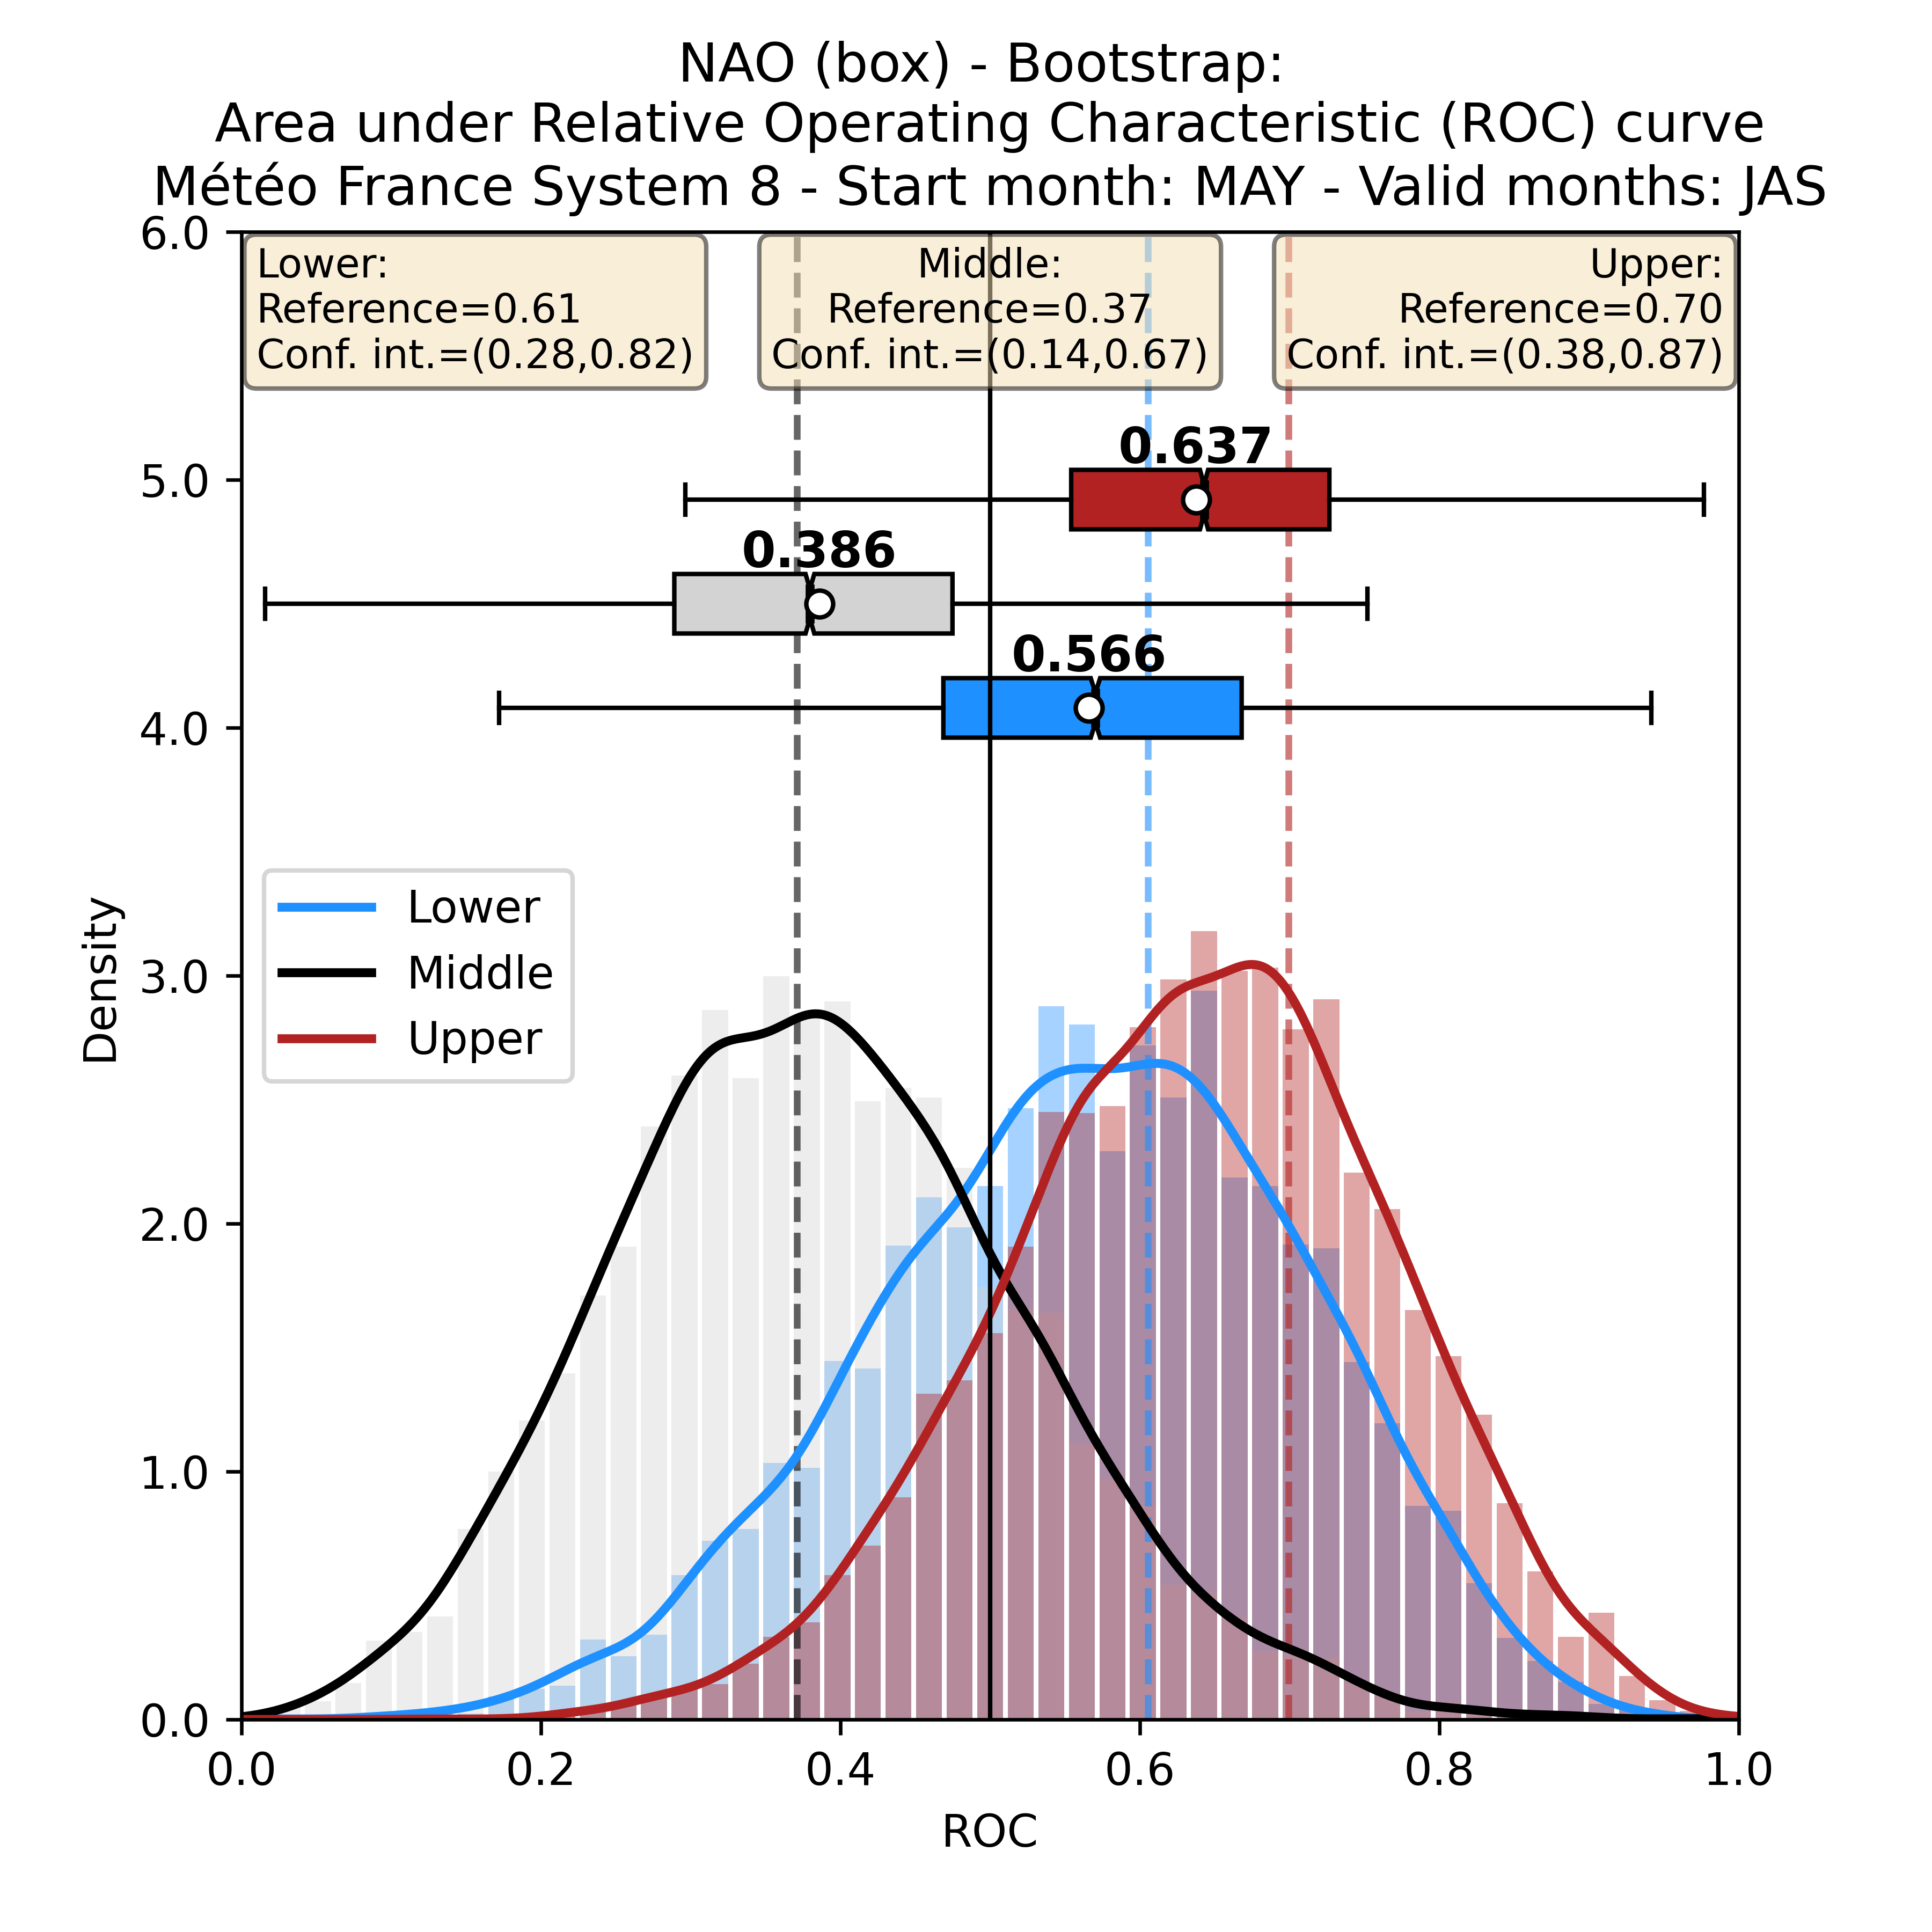 NAO (box) - Bootstrap:
Area under Relative Operating Characteristic (ROC) curve
Météo France System 8 - Start month: MAY - Valid months: JAS
Lower:
Reference=0.61
Conf. int.=(0.28,0.82)
Middle:
Reference=0.37
Conf. int.=(0.14,0.67)
Upper:
Reference=0.70
Conf. int.=(0.38,0.87)
0.637
0.386
0.566
Lower
Middle
Upper
6.0
5.0
4.0
3.0
2.0
1.0
0.0
Density
0.0 0.2 0.4 0.6 0.8 1.0
ROC